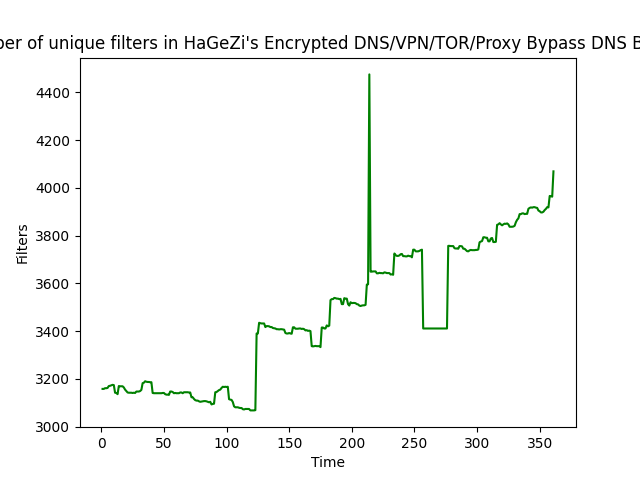 ber of unique filters in HaGeZi's Encrypted DNS/VPN/TOR/Proxy Bypass DNS B
4400
4200
4000
3800
3600
3400
3200
3000
Filters
0 50 100 150 200 250 300 350
Time